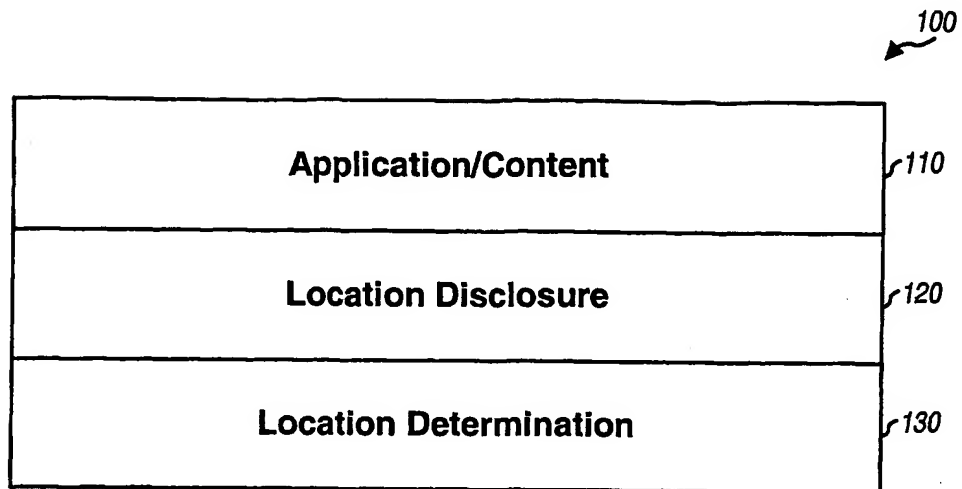 100
Application/Content
110
Location Disclosure
120
Location Determination
130